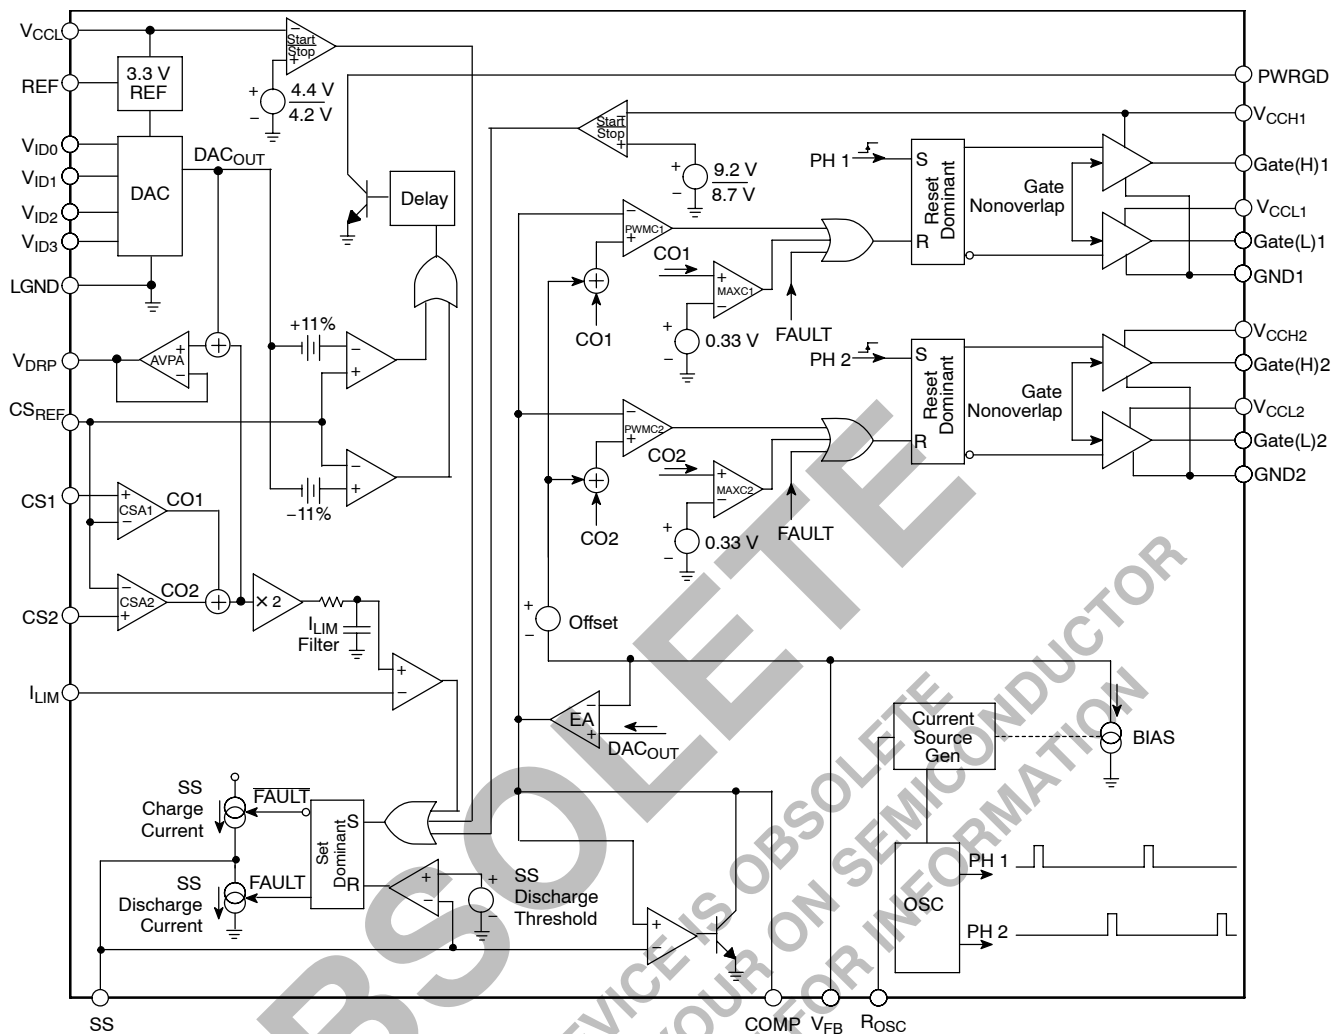 VCCL
REF
VID0
VID1
VID2
VID3
LGND
VDRP
CSREF
CS1
CS2
ILIM
3.3 V
REF
DAC
DACOUT
Start
Stop
4.4 V
4.2 V
Delay
AVPA
+11%
−11%
CSA1
CO1
CSA2
CO2
× 2
ILIM
Filter
Start
Stop
9.2 V
8.7 V
PWMC1
CO1
CO1
MAXC1
0.33 V
FAULT
PH 1
S
R
Reset
Dominant
Gate
Nonoverlap
PWMC2
CO2
CO2
MAXC2
0.33 V
FAULT
PH 2
S
R
Reset
Dominant
Gate
Nonoverlap
PWRGD
VCCH1
Gate(H)1
VCCL1
Gate(L)1
GND1
VCCH2
Gate(H)2
VCCL2
Gate(L)2
GND2
Offset
EA
DACOUT
Current
Source
Gen
BIAS
OSC
PH 1
PH 2
SS
Charge
Current
FAULT
SS
Discharge
Current
FAULT
Set
Dominant
S
R
SS
Discharge
Threshold
SS
COMP
VFB
ROSC
OBSOLETE
DEVICE IS OBSOLETE
YOUR ON SEMICONDUCTOR
FOR INFORMATION